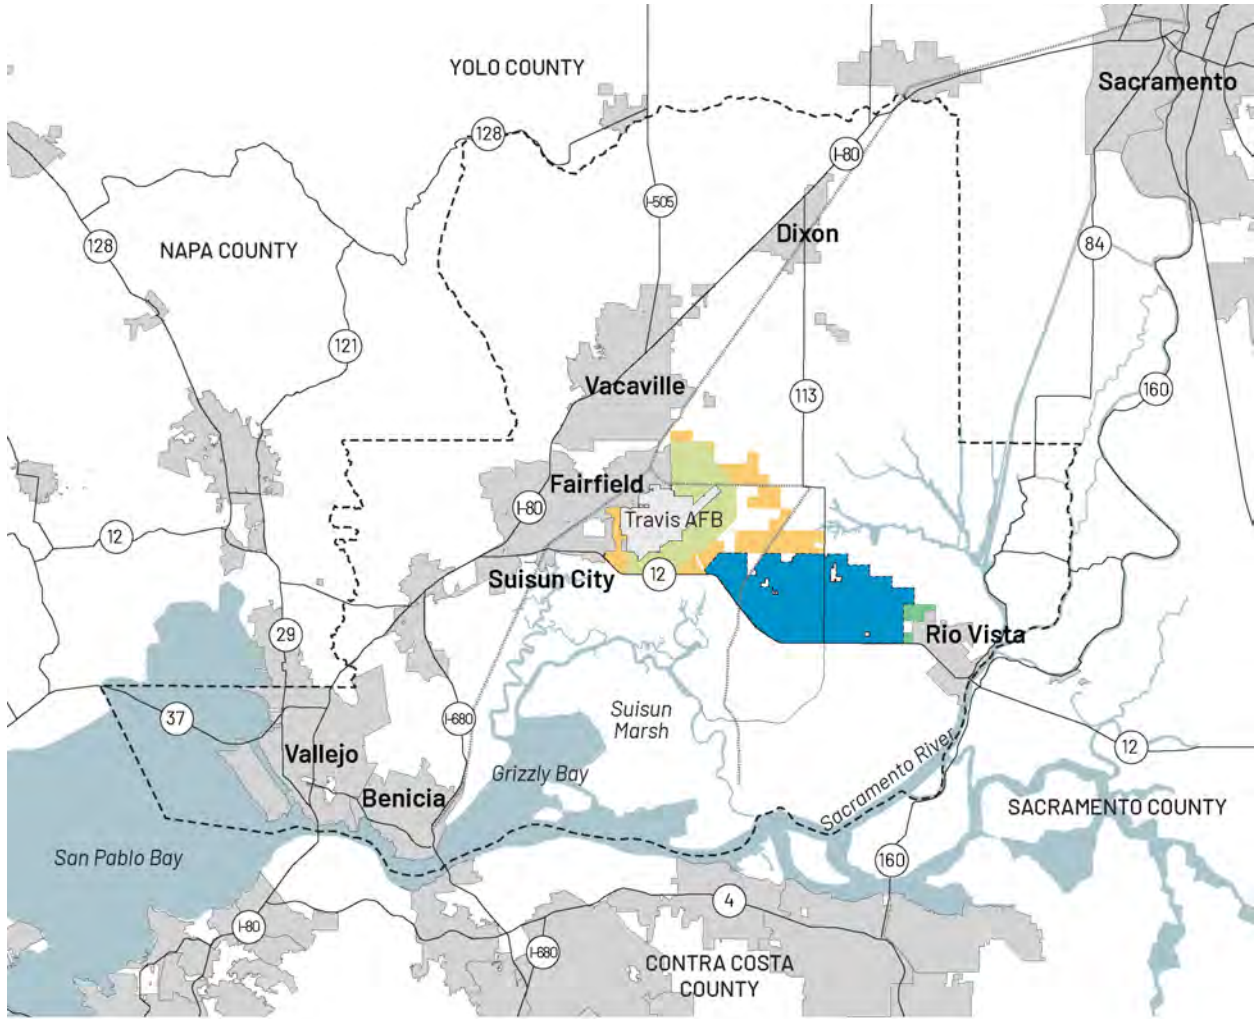 YOLO COUNTY
Sacramento
128
I-80
I-505
Dixon
128
NAPA COUNTY
84
121
Vacaville
113
160
Fairfield
I-80
Travis AFB
12
Suisun City
12
29
Rio Vista
37
I-680
Suisun
Marsh
Vallejo
Grizzly Bay
12
Benicia
Sacramento River
SACRAMENTO COUNTY
San Pablo Bay
160
4
I-80
I-680
CONTRA COSTA
COUNTY